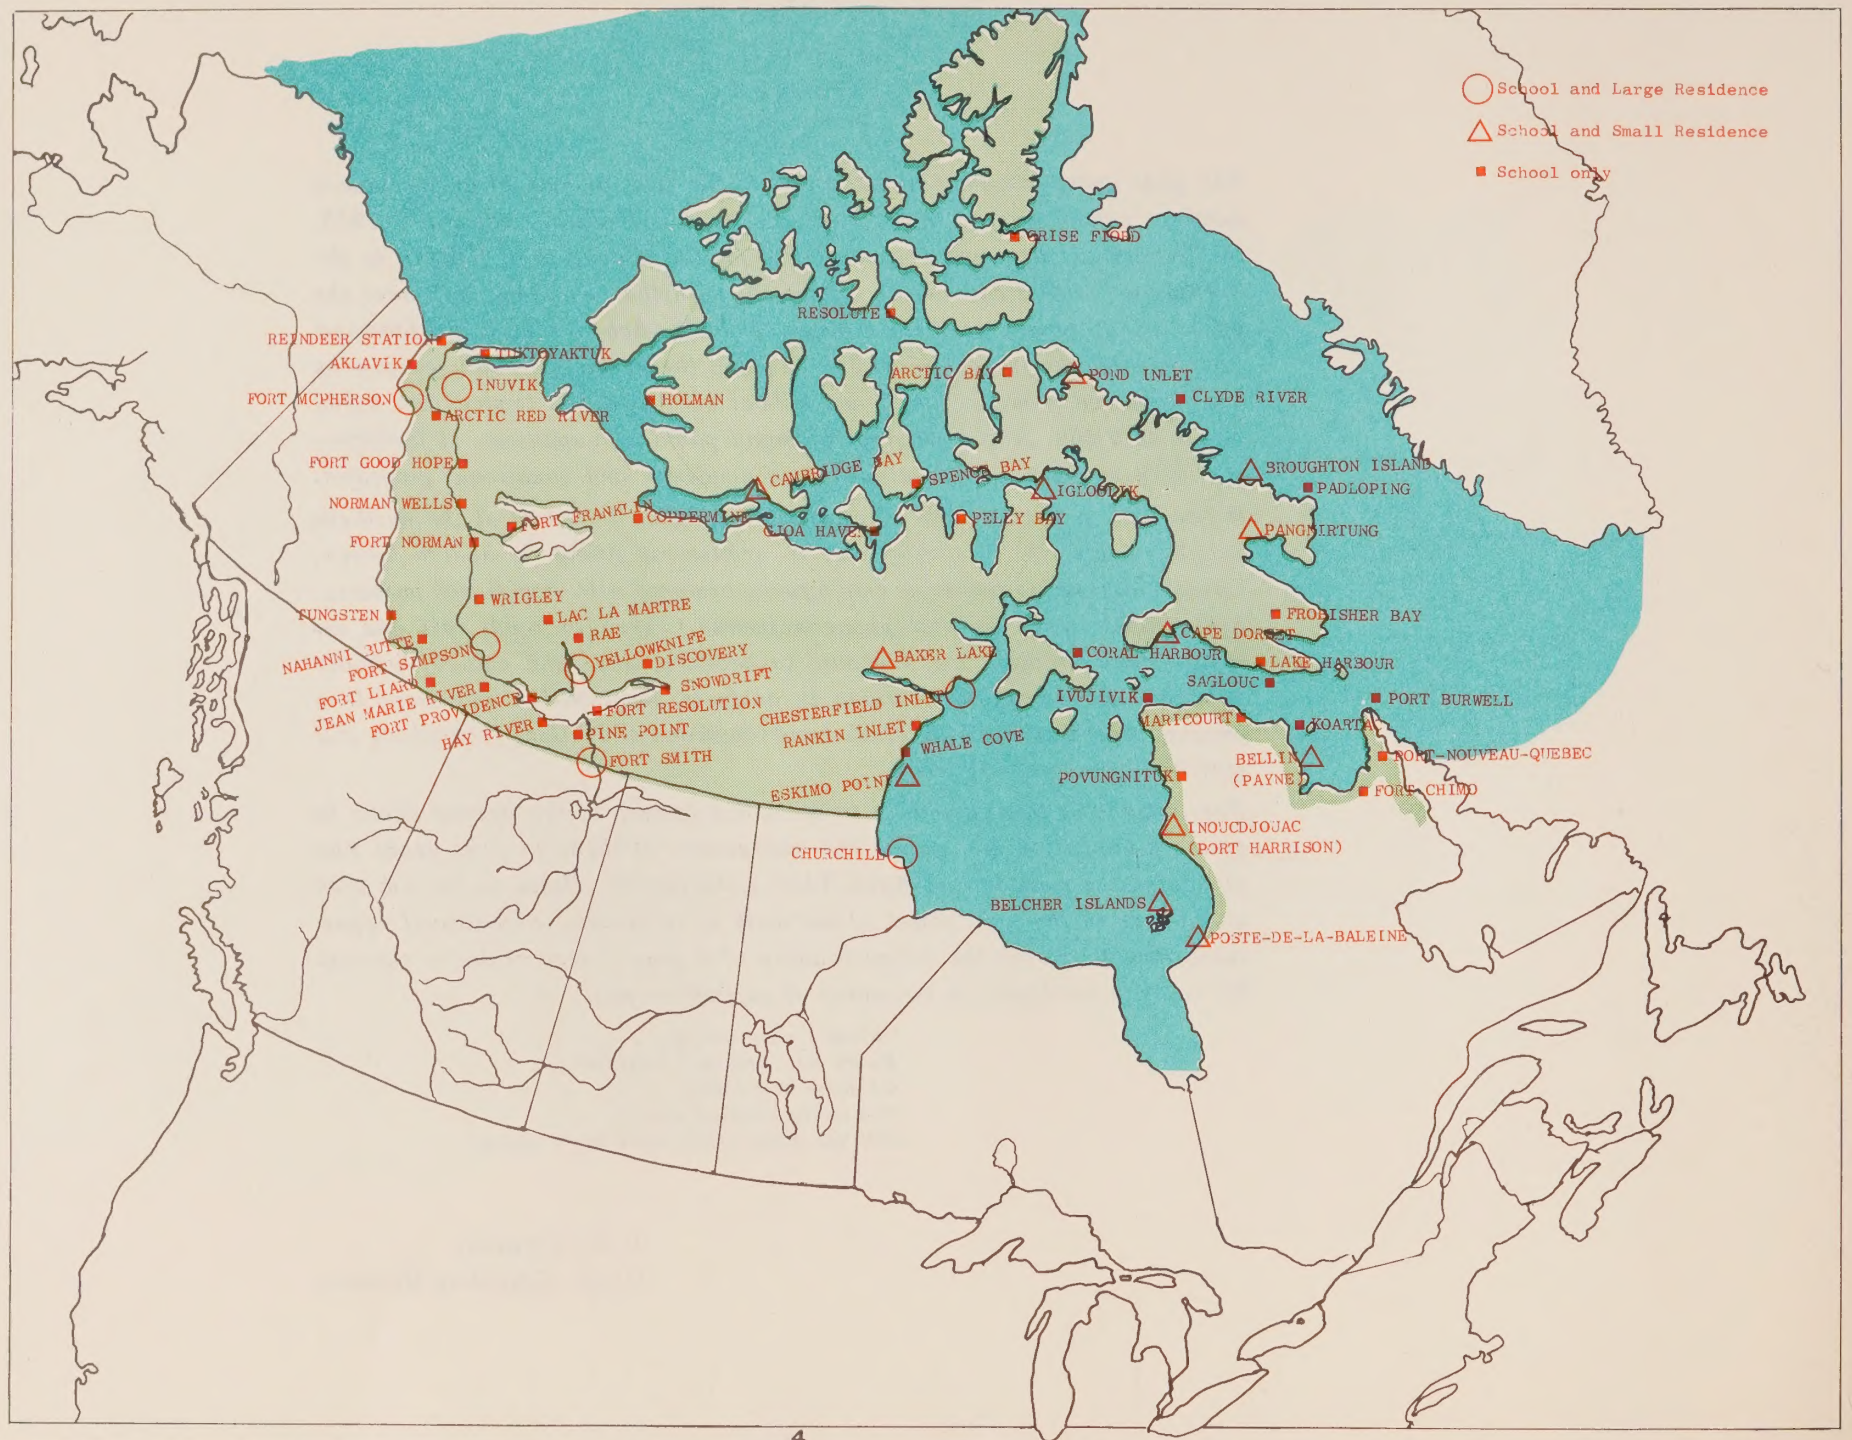 School and Large Residence
School and Small Residence
School only
GRISE FIORD
RESOLUTE
REINDEER STATION
TUKTOYAKTUK
AKLAVIK
INUVIK
FORT MCPHERSON
ARCTIC RED RIVER
HOLMAN
ARCTIC BAY
POND INLET
CLYDE RIVER
FORT GOOD HOPE
CAMBRIDGE BAY
SPENCE BAY
IGLOOLIK
BROUGHTON ISLAND
PADLOPING
NORMAN WELLS
FORT FRANKLIN
COPPERMINE
GJOA HAVEN
PELLY BAY
PANGNIRTUNG
FORT NORMAN
WRIGLEY
LAC LA MARTRE
TUNGSTEN
RAE
FROBISHER BAY
NAHANNI BUTTE
FORT SIMPSON
YELLOWKNIFE
DISCOVERY
BAKER LAKE
CORAL HARBOUR
CAPE DORSET
LAKE HARBOUR
FORT LIARD
JEAN MARIE RIVER
FORT PROVIDENCE
SNOWDRIFT
SAGLOUC
HAY RIVER
FORT RESOLUTION
PINE POINT
CHESTERFIELD INLET
RANKIN INLET
IVUJIVIK
MARICOURT
KOARTAC
PORT BURWELL
FORT SMITH
WHALE COVE
ESKIMO POINT
POVUNGNITUK
BELLIN
(PAYNE)
PORT-NOUVEAU-QUEBEC
FORT CHIMO
INOUCDJOUAC
(PORT HARRISON)
CHURCHILL
BELCHER ISLANDS
POSTE-DE-LA-BALEINE
4